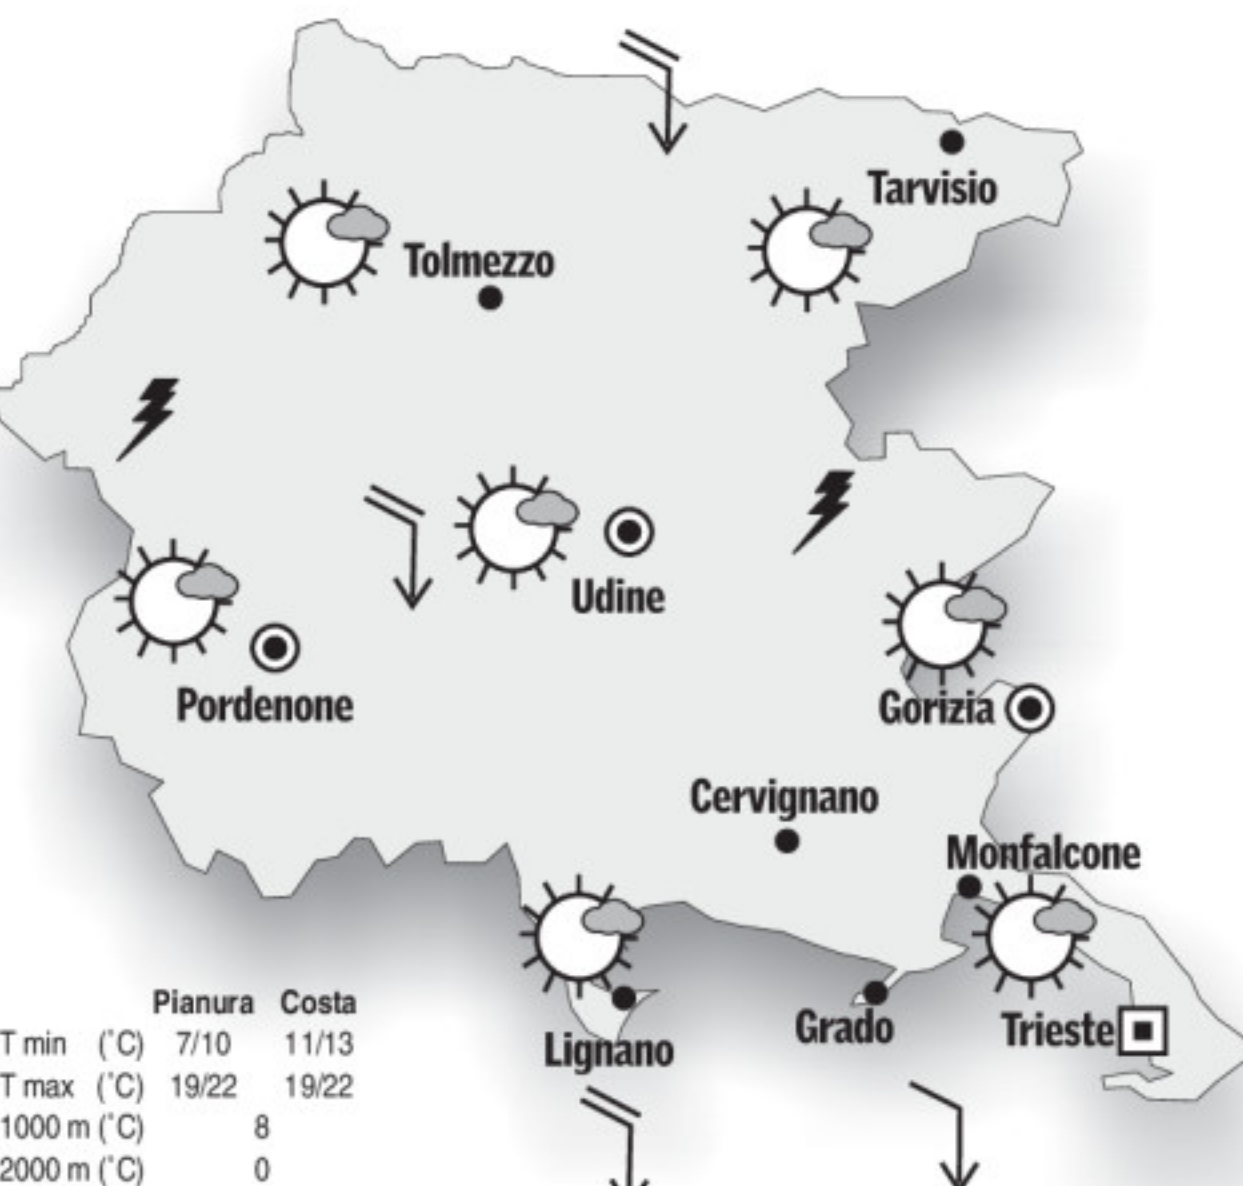 Tarvisio
Tolmezzo
Udine
Pordenone
Gorizia
Cervignano
Monfalcone
Grado
Trieste
Lignano
Pianura Costa
T min (˚C) 7/10 11/13
T max (˚C) 19/22 19/22
1000 m (˚C) 8
2000 m (˚C) 0